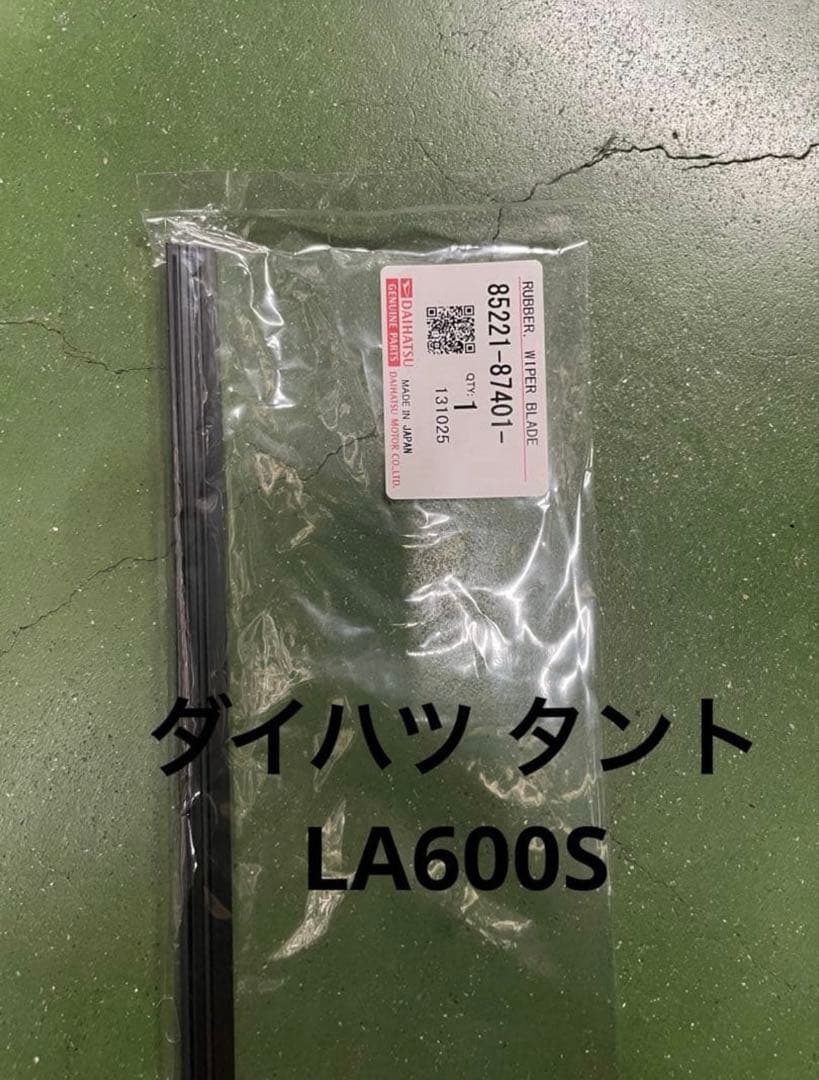 RUBBER, WIPER BLADE
85221-87401-
QTY: 1
131025
DAIHATSU
GENUINE PARTS
MADE IN JAPAN
DAIHATSU MOTOR CO.,LTD.
ダイハツ タント
LA600S